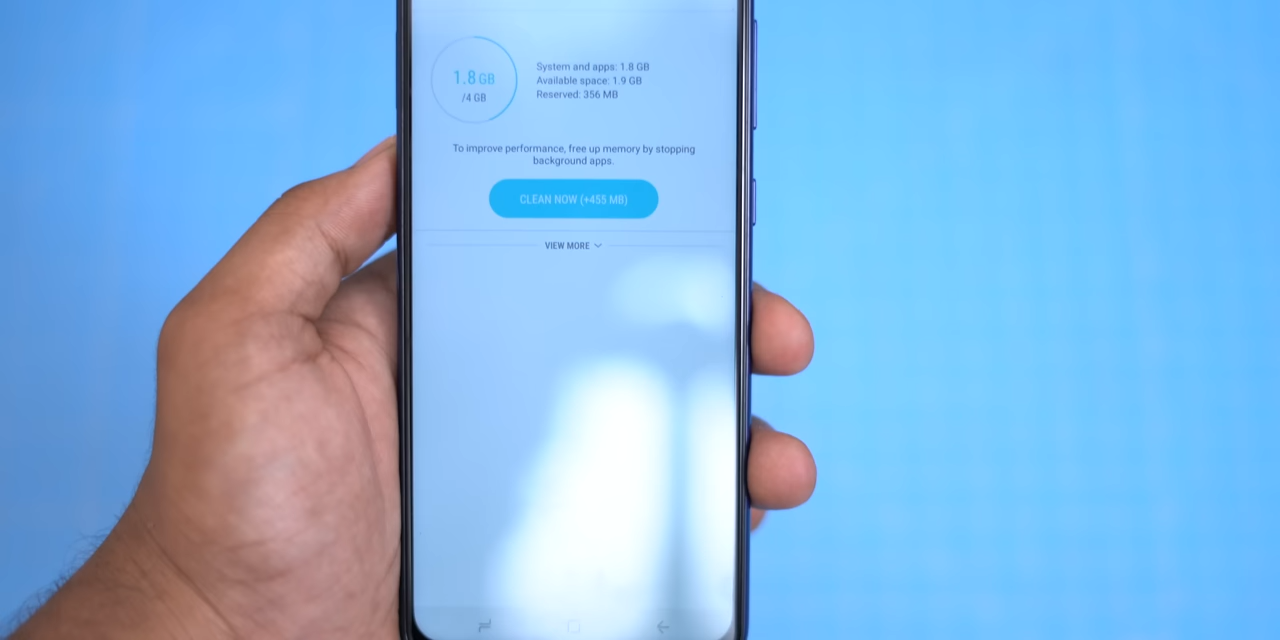 1.8 GB
/4 GB
System and apps: 1.8 GB
Available space: 1.9 GB
Reserved: 356 MB
To improve performance, free up memory by stopping
background apps.
CLEAN NOW (+455 MB)
VIEW MORE